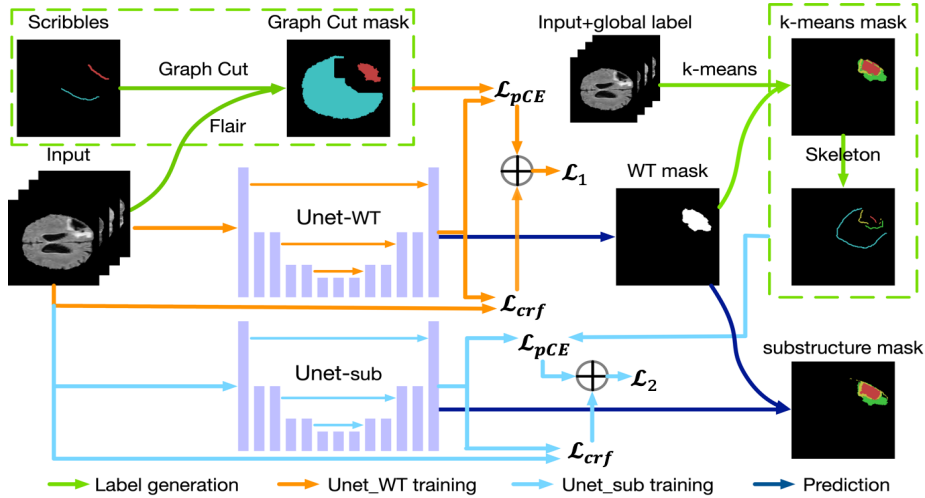 Scribbles
Graph Cut mask
Input+global label
k-means mask
Graph Cut
k-means
Flair
ℒpCE
Input
ℒ1
WT mask
Skeleton
Unet-WT
ℒcrf
ℒpCE
substructure mask
Unet-sub
ℒ2
ℒcrf
Label generation
Unet_WT training
Unet_sub training
Prediction